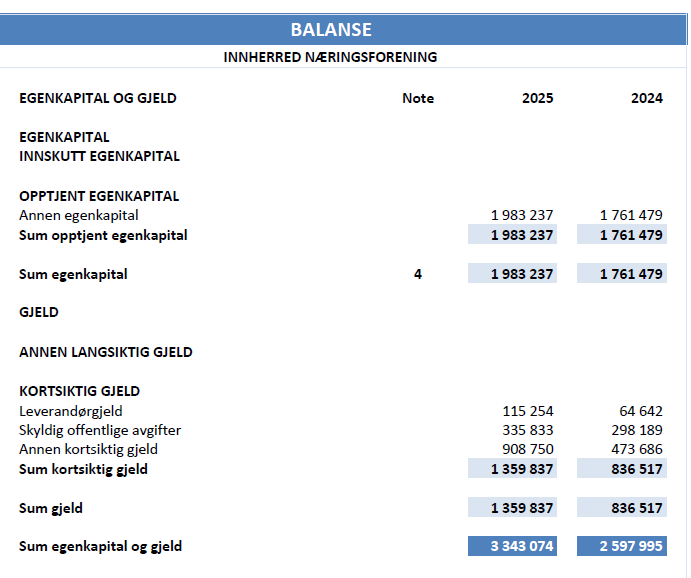 BALANSE
INNHERRED NÆRINGSFORENING
EGENKAPITAL OG GJELD Note 2025 2024
EGENKAPITAL
INNSKUTT EGENKAPITAL
OPPTJENT EGENKAPITAL
Annen egenkapital 1 983 237 1 761 479
Sum opptjent egenkapital 1 983 237 1 761 479
Sum egenkapital 4 1 983 237 1 761 479
GJELD
ANNEN LANGSIKTIG GJELD
KORTSIKTIG GJELD
Leverandørgjeld 115 254 64 642
Skyldig offentlige avgifter 335 833 298 189
Annen kortsiktig gjeld 908 750 473 686
Sum kortsiktig gjeld 1 359 837 836 517
Sum gjeld 1 359 837 836 517
Sum egenkapital og gjeld 3 343 074 2 597 995